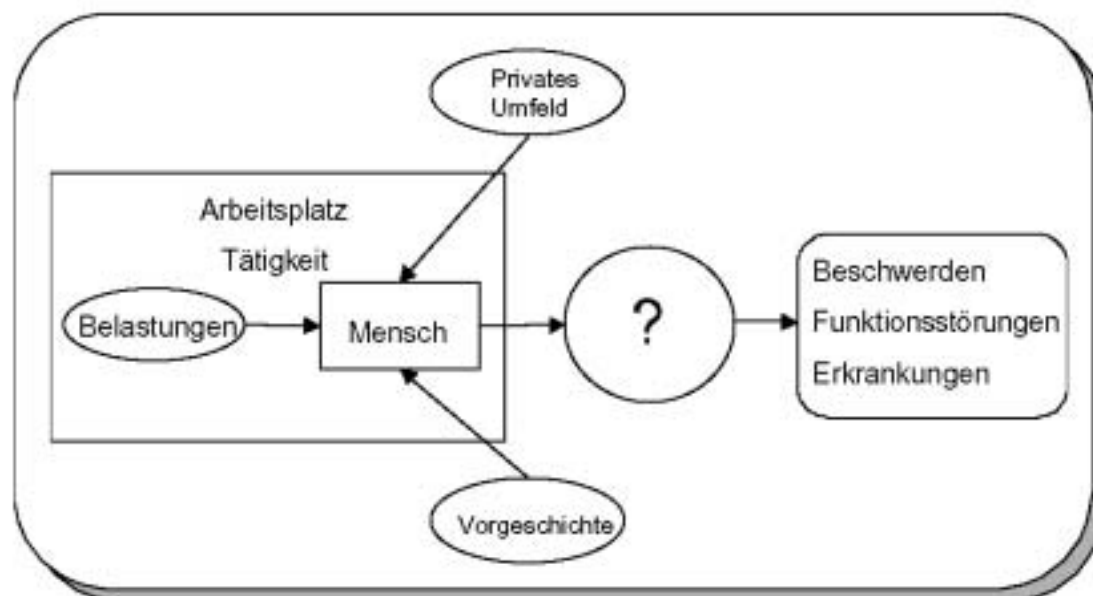 Privates
Umfeld
Arbeitsplatz
Tätigkeit
Belastungen
Mensch
?
Beschwerden
Funktionsstörungen
Erkrankungen
Vorgeschichte